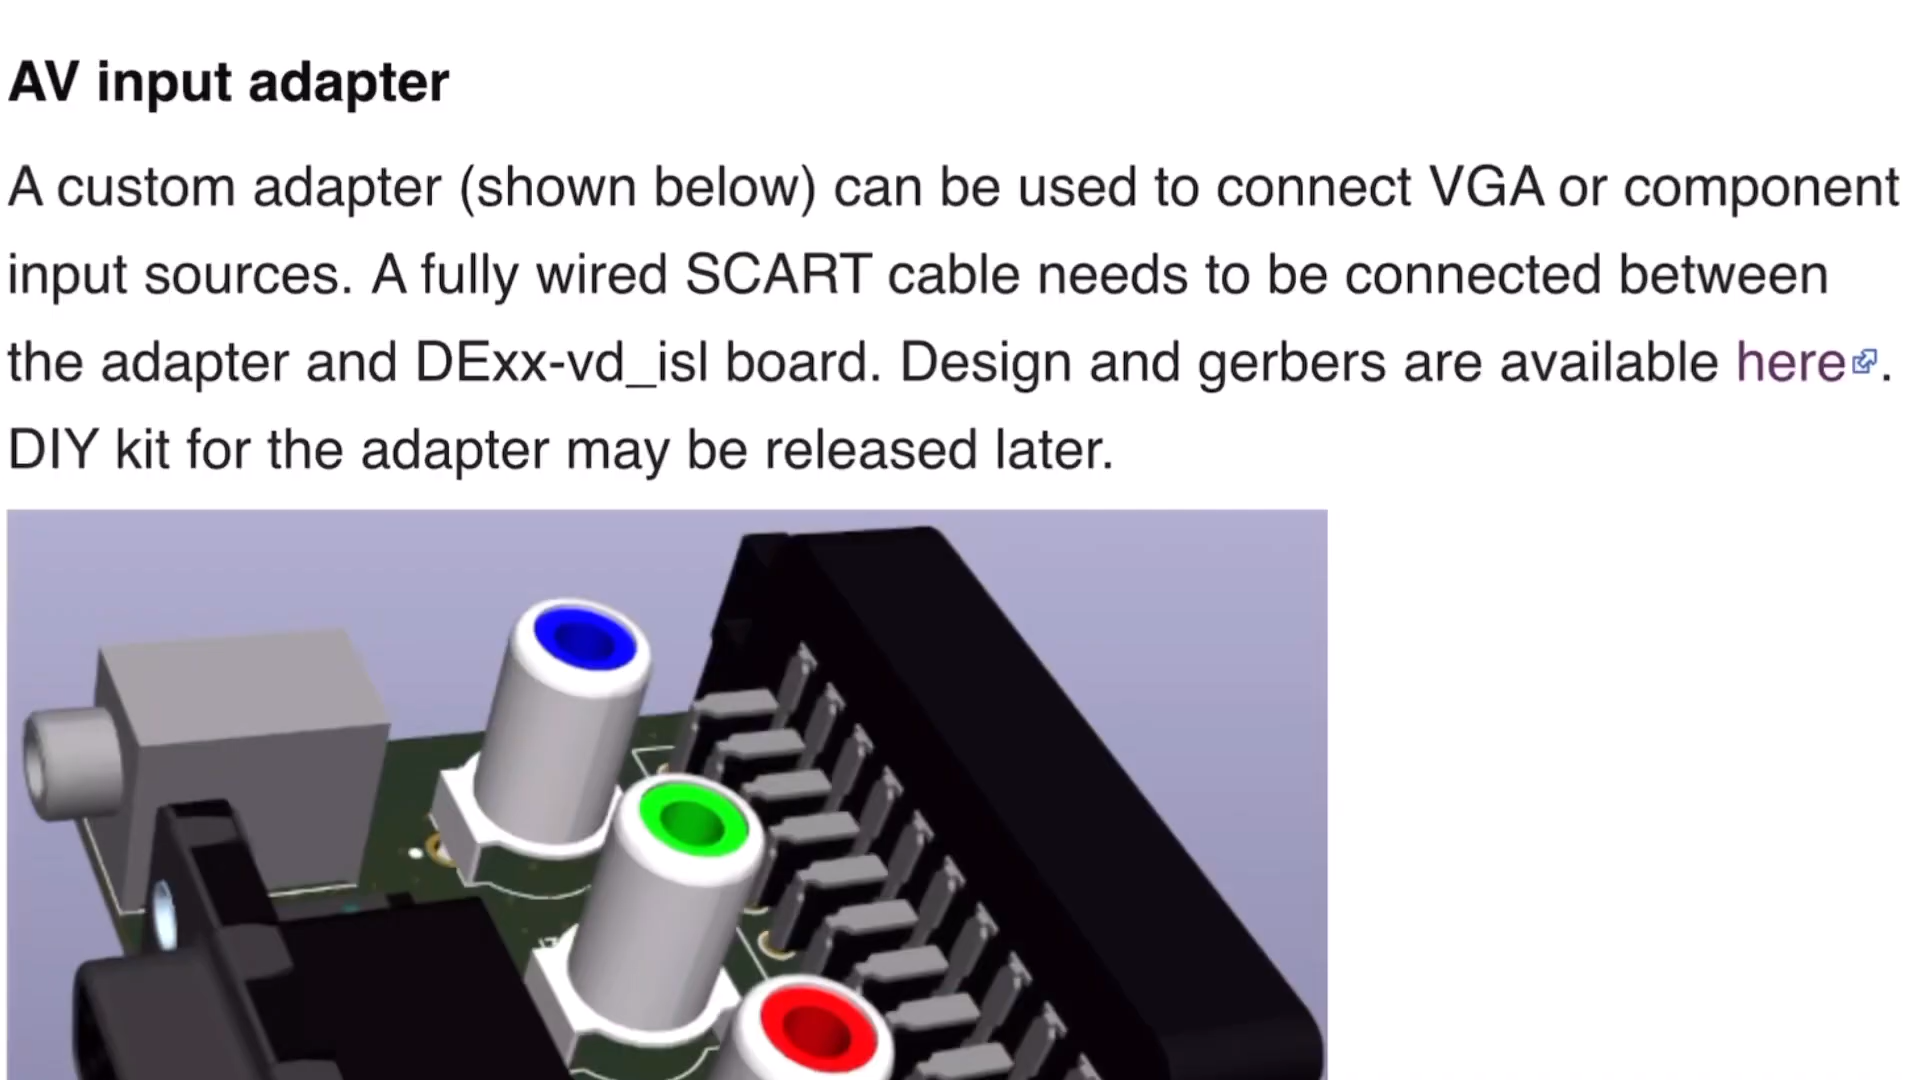 AV input adapter
A custom adapter (shown below) can be used to connect VGA or component
input sources. A fully wired SCART cable needs to be connected between
the adapter and DExx-vd_isl board. Design and gerbers are available here.
DIY kit for the adapter may be released later.